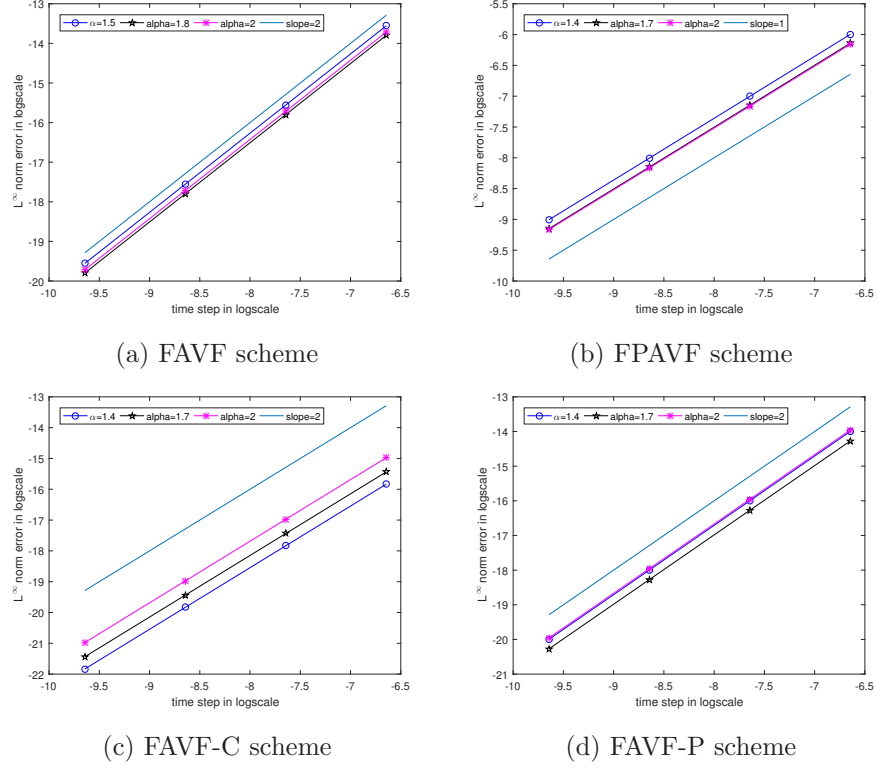 -13
-14
-15
-16
-17
-18
-19
-20
L∞ norm error in logscale
α=1.5 alpha=1.8 alpha=2 slope=2
-10 -9.5 -9 -8.5 -8 -7.5 -7 -6.5
time step in logscale
(a) FAVF scheme
-5.5
-6
-6.5
-7
-7.5
-8
-8.5
-9
-9.5
-10
L∞ norm error in logscale
α=1.4 alpha=1.7 alpha=2 slope=1
-10 -9.5 -9 -8.5 -8 -7.5 -7 -6.5
time step in logscale
(b) FPAVF scheme
-13
-14
-15
-16
-17
-18
-19
-20
-21
-22
L∞ norm error in logscale
α=1.4 alpha=1.7 alpha=2 slope=2
-10 -9.5 -9 -8.5 -8 -7.5 -7 -6.5
time step in logscale
(c) FAVF-C scheme
-13
-14
-15
-16
-17
-18
-19
-20
-21
L∞ norm error in logscale
α=1.4 alpha=1.7 alpha=2 slope=2
-10 -9.5 -9 -8.5 -8 -7.5 -7 -6.5
time step in logscale
(d) FAVF-P scheme